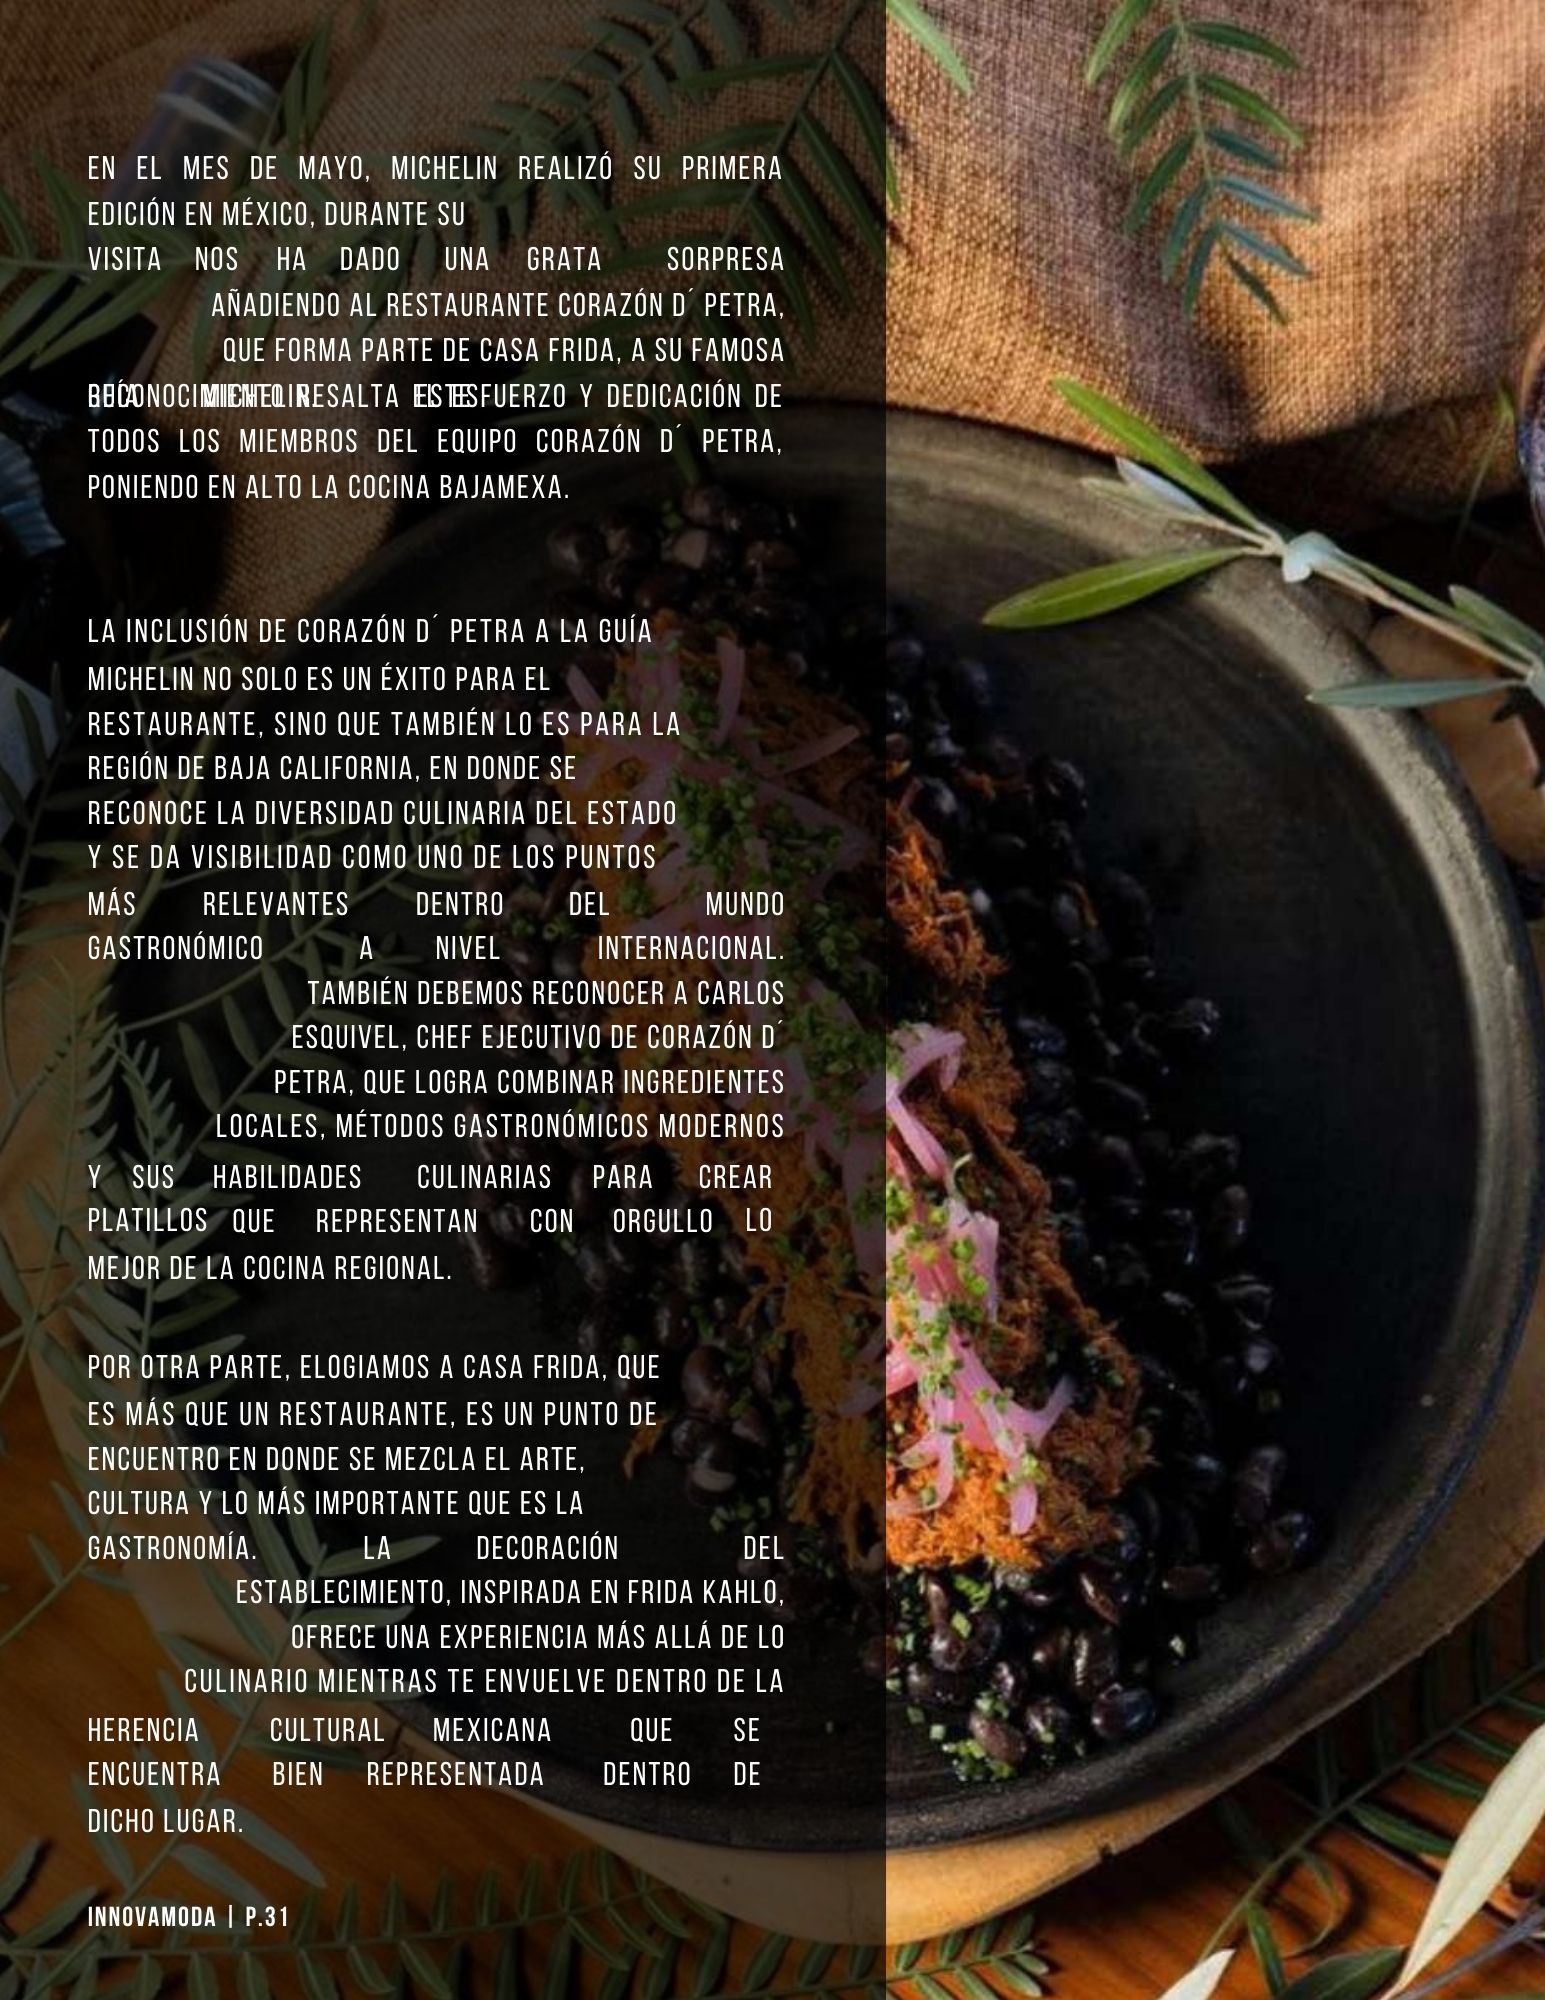 EN EL MES DE MAYO, MICHELIN REALIZÓ SU PRIMERA
EDICIÓN EN MÉXICO, DURANTE SU
VISITA NOS HA DADO UNA GRATA SORPRESA
AÑADIENDO AL RESTAURANTE CORAZÓN D´ PETRA,
QUE FORMA PARTE DE CASA FRIDA, A SU FAMOSA
GUÍA MICHELIN. ESTE
RECONOCIMIENTO RESALTA EL ESFUERZO Y DEDICACIÓN DE
TODOS LOS MIEMBROS DEL EQUIPO CORAZÓN D´ PETRA,
PONIENDO EN ALTO LA COCINA BAJAMEXA.
LA INCLUSIÓN DE CORAZÓN D´ PETRA A LA GUÍA
MICHELIN NO SOLO ES UN ÉXITO PARA EL
RESTAURANTE, SINO QUE TAMBIÉN LO ES PARA LA
REGIÓN DE BAJA CALIFORNIA, EN DONDE SE
RECONOCE LA DIVERSIDAD CULINARIA DEL ESTADO
Y SE DA VISIBILIDAD COMO UNO DE LOS PUNTOS
MÁS RELEVANTES DENTRO DEL MUNDO
GASTRONÓMICO A NIVEL INTERNACIONAL.
TAMBIÉN DEBEMOS RECONOCER A CARLOS
ESQUIVEL, CHEF EJECUTIVO DE CORAZÓN D´
PETRA, QUE LOGRA COMBINAR INGREDIENTES
LOCALES, MÉTODOS GASTRONÓMICOS MODERNOS
Y SUS HABILIDADES CULINARIAS PARA CREAR
PLATILLOS QUE REPRESENTAN CON ORGULLO LO
MEJOR DE LA COCINA REGIONAL.
POR OTRA PARTE, ELOGIAMOS A CASA FRIDA, QUE
ES MÁS QUE UN RESTAURANTE, ES UN PUNTO DE
ENCUENTRO EN DONDE SE MEZCLA EL ARTE,
CULTURA Y LO MÁS IMPORTANTE QUE ES LA
GASTRONOMÍA. LA DECORACIÓN DEL
ESTABLECIMIENTO, INSPIRADA EN FRIDA KAHLO,
OFRECE UNA EXPERIENCIA MÁS ALLÁ DE LO
CULINARIO MIENTRAS TE ENVUELVE DENTRO DE LA
HERENCIA CULTURAL MEXICANA QUE SE
ENCUENTRA BIEN REPRESENTADA DENTRO DE
DICHO LUGAR.
INNOVAMODA | P.31